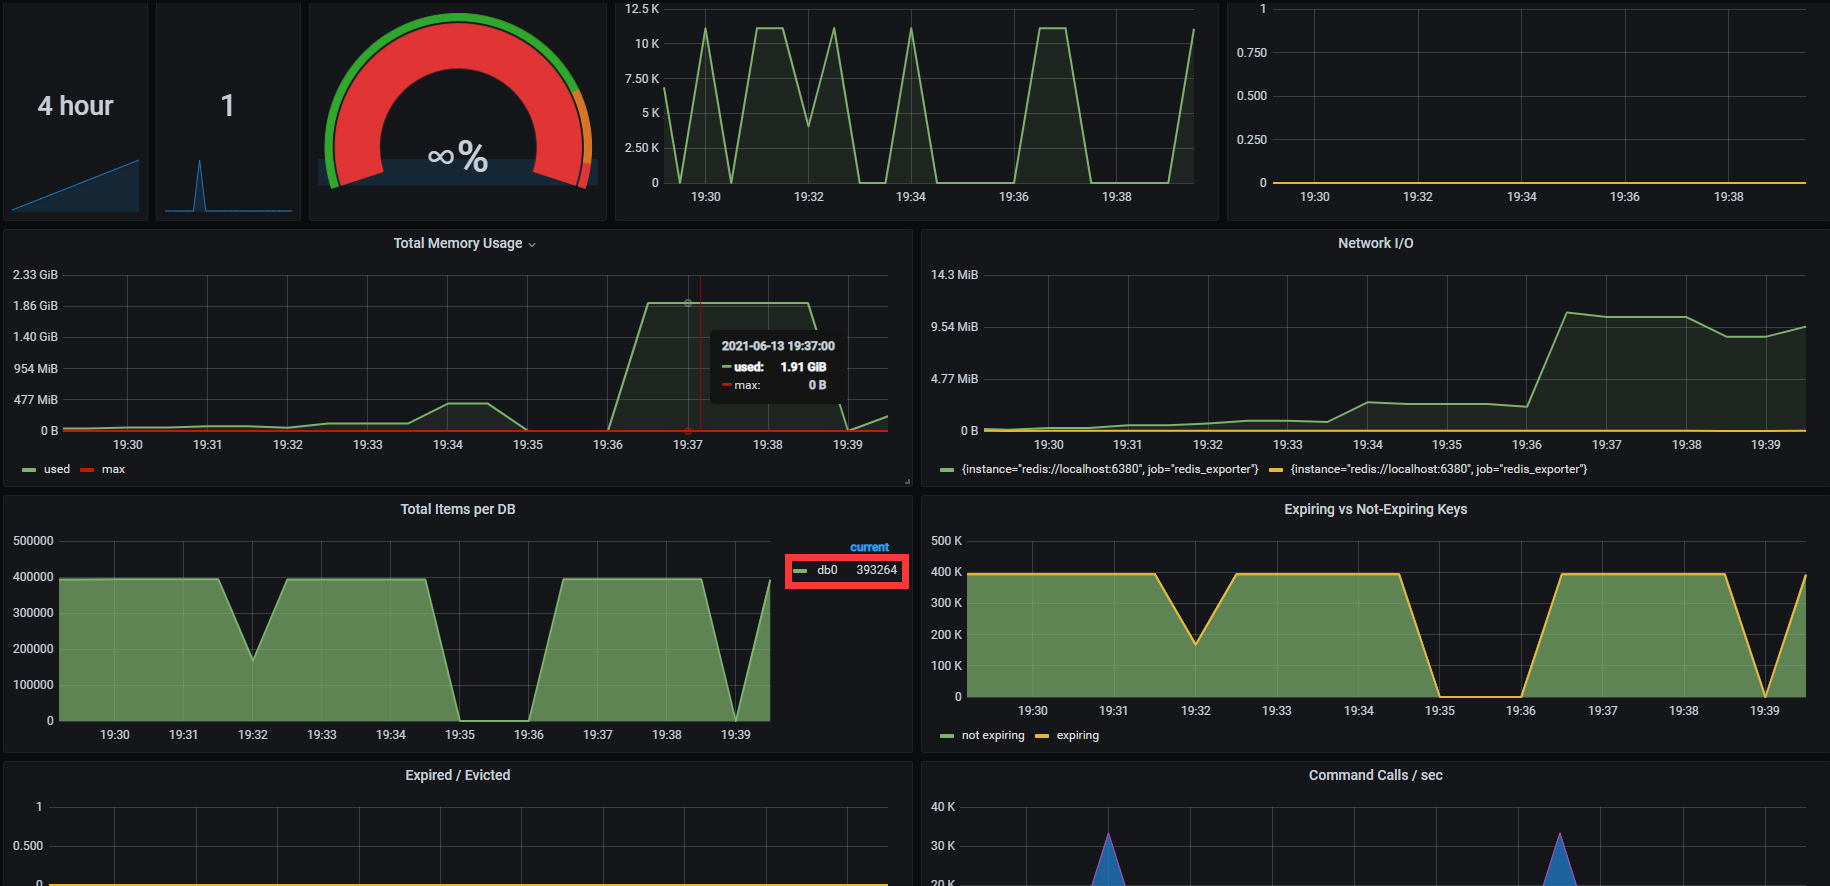 4 hour
1
∞%
12.5 K
10 K
7.50 K
5 K
2.50 K
0
19:30 19:32 19:34 19:36 19:38
1
0.750
0.500
0.250
0
19:30 19:32 19:34 19:36 19:38
Total Memory Usage
2.33 GiB
1.86 GiB
1.40 GiB
954 MiB
477 MiB
0 B
19:30 19:31 19:32 19:33 19:34 19:35 19:36 19:37 19:38 19:39
2021-06-13 19:37:00
used: 1.91 GiB
max: 0 B
used max
Network I/O
14.3 MiB
9.54 MiB
4.77 MiB
0 B
19:30 19:31 19:32 19:33 19:34 19:35 19:36 19:37 19:38 19:39
{instance="redis://localhost:6380", job="redis_exporter"} {instance="redis://localhost:6380", job="redis_exporter"}
Total Items per DB
500000
400000
300000
200000
100000
0
19:30 19:31 19:32 19:33 19:34 19:35 19:36 19:37 19:38 19:39
current
db0 393264
Expiring vs Not-Expiring Keys
500 K
400 K
300 K
200 K
100 K
0
19:30 19:31 19:32 19:33 19:34 19:35 19:36 19:37 19:38 19:39
not expiring expiring
Expired / Evicted
1
0.500
0
Command Calls / sec
40 K
30 K
20 K